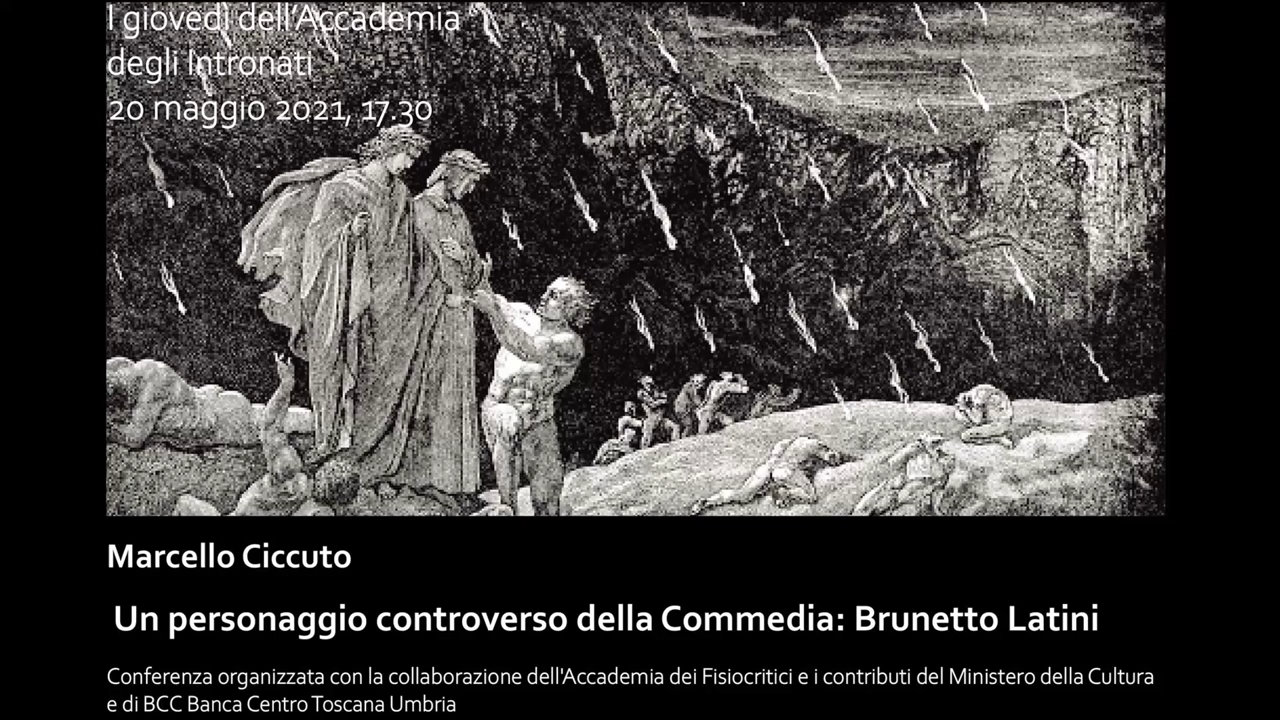 I giovedì dell'Accademia
degli Intronati
20 maggio 2021, 17.30
Marcello Ciccuto
Un personaggio controverso della Commedia: Brunetto Latini
Conferenza organizzata con la collaborazione dell'Accademia dei Fisiocritici e i contributi del Ministero della Cultura
e di BCC Banca Centro Toscana Umbria